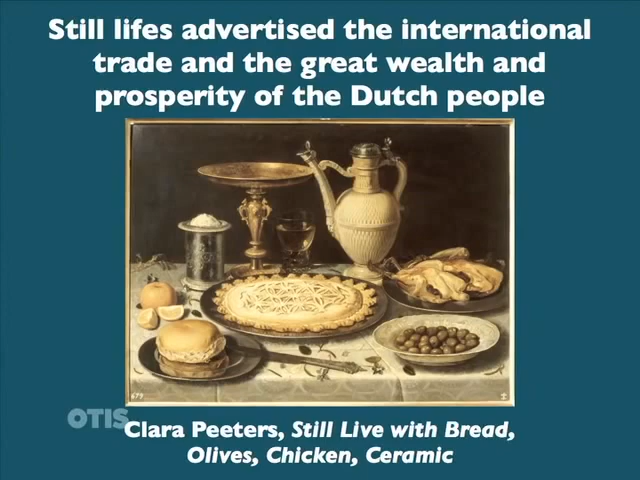 Still lifes advertised the international
trade and the great wealth and
prosperity of the Dutch people
OTIS
Clara Peeters, Still Live with Bread,
Olives, Chicken, Ceramic